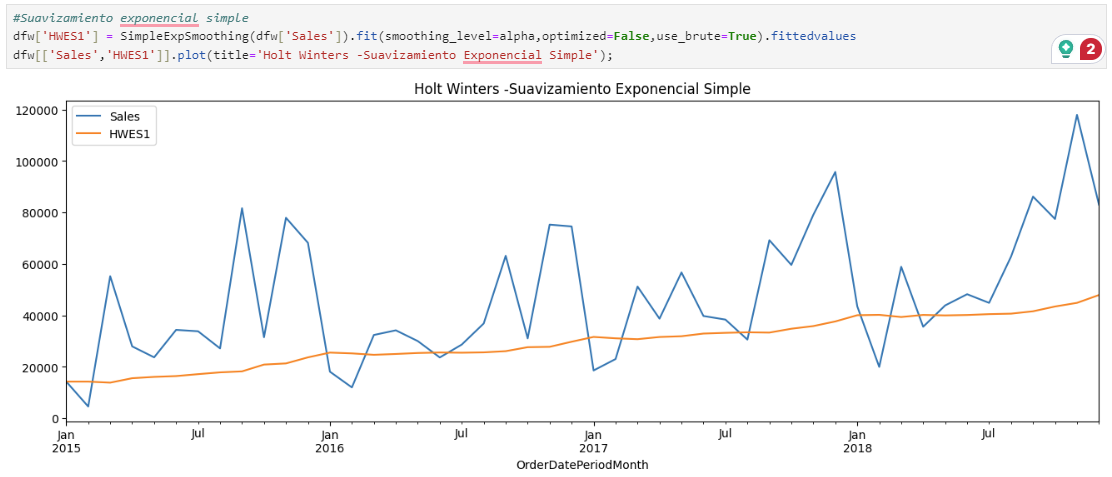 #Suavizamiento exponencial simple
dfw['HWES1'] = SimpleExpSmoothing(dfw['Sales']).fit(smoothing_level=alpha,optimized=False,use_brute=True).fittedvalues
dfw[['Sales','HWES1']].plot(title='Holt Winters -Suavizamiento Exponencial Simple');
2
Holt Winters -Suavizamiento Exponencial Simple
Sales
HWES1
120000
100000
80000
60000
40000
20000
0
Jan Jul Jan Jul Jan Jul Jan Jul
2015 2016 2017 2018
OrderDatePeriodMonth